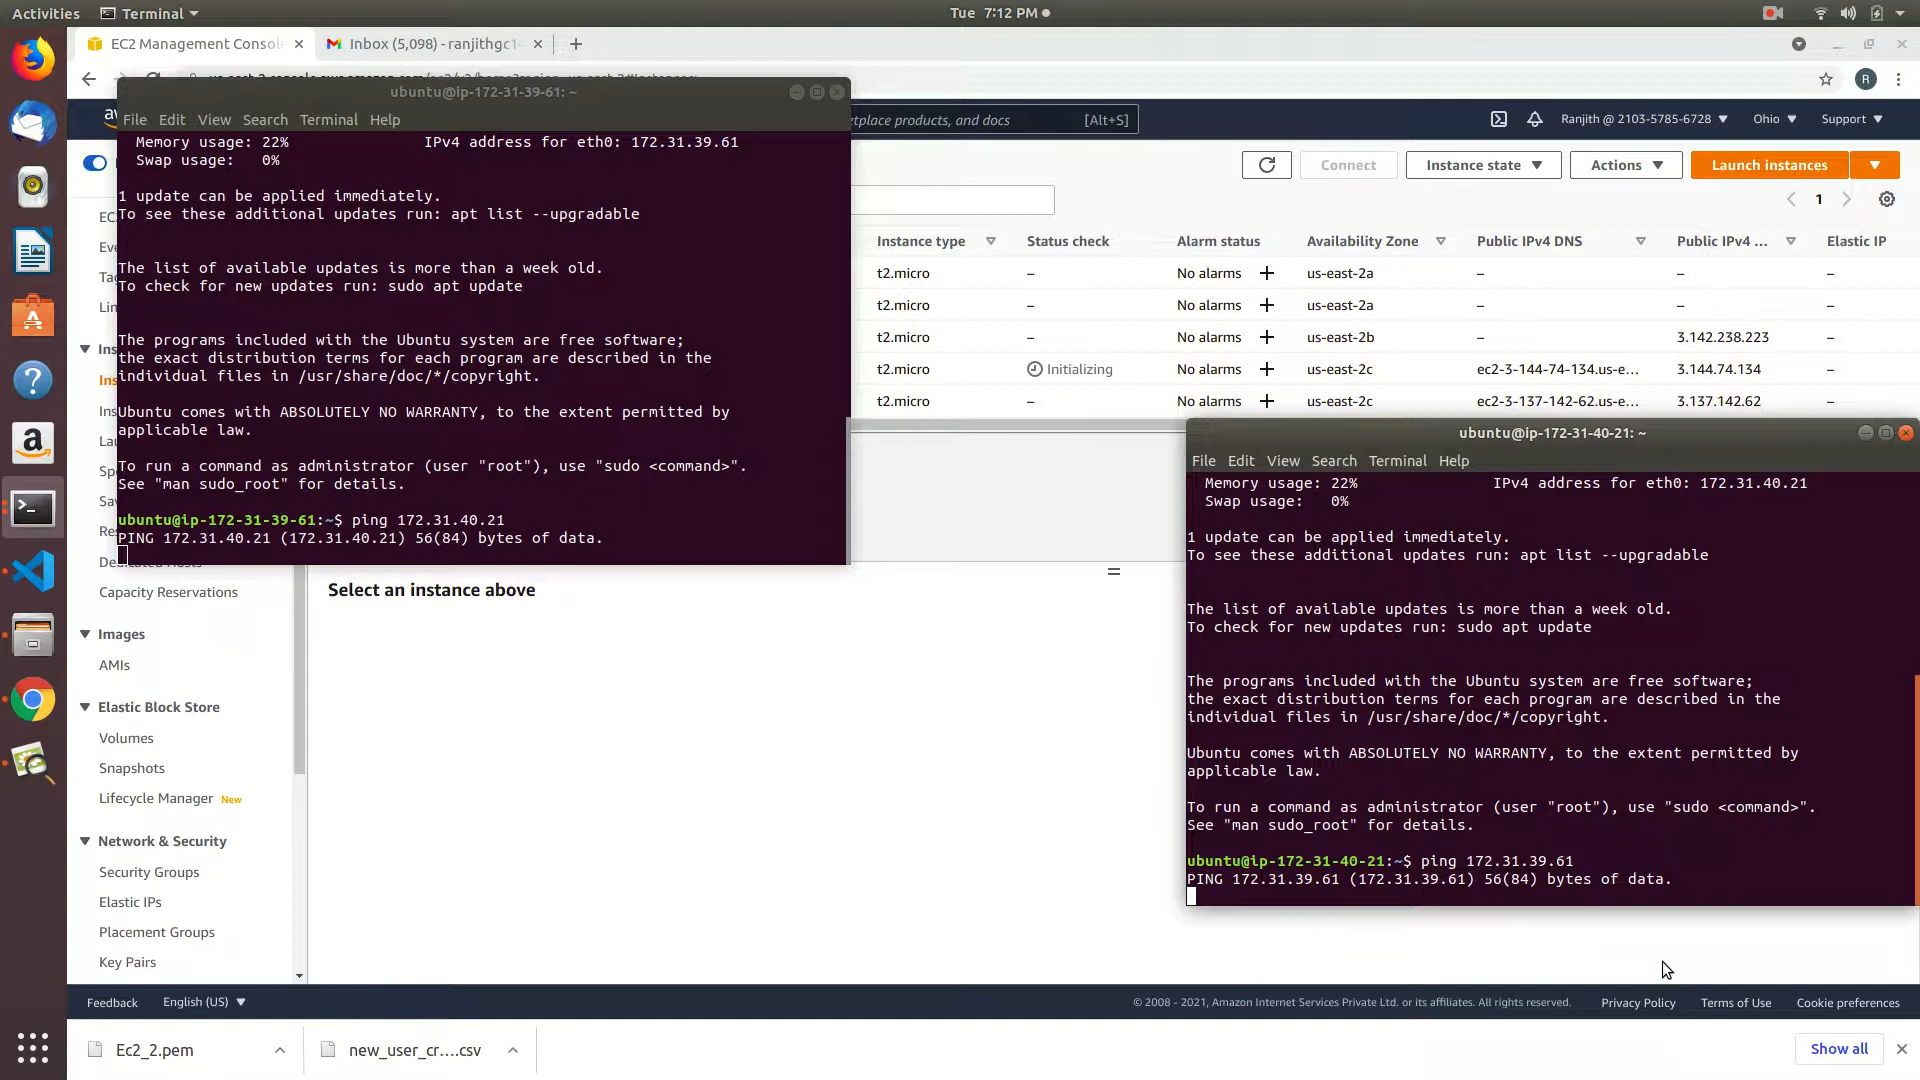 Activities
Terminal
Tue 7:12 PM
EC2 Management Consol
Inbox (5,098) - ranjithgc1
ubuntu@ip-172-31-39-61: ~
File Edit View Search Terminal Help
Memory usage: 22% IPv4 address for eth0: 172.31.39.61
Swap usage: 0%
1 update can be applied immediately.
To see these additional updates run: apt list --upgradable
The list of available updates is more than a week old.
To check for new updates run: sudo apt update
The programs included with the Ubuntu system are free software;
the exact distribution terms for each program are described in the
individual files in /usr/share/doc/*/copyright.
Ubuntu comes with ABSOLUTELY NO WARRANTY, to the extent permitted by
applicable law.
To run a command as administrator (user "root"), use "sudo <command>".
See "man sudo_root" for details.
ubuntu@ip-172-31-39-61:~$ ping 172.31.40.21
PING 172.31.40.21 (172.31.40.21) 56(84) bytes of data.
etplace products, and docs [Alt+S]
R
Ranjith @ 2103-5785-6728 Ohio Support
Connect Instance state Actions Launch instances
1
Instance type Status check Alarm status Availability Zone Public IPv4 DNS Public IPv4 ... Elastic IP
t2.micro – No alarms + us-east-2a – – –
t2.micro – No alarms + us-east-2a – – –
t2.micro – No alarms + us-east-2b 3.142.238.223 –
t2.micro Initializing No alarms + us-east-2c ec2-3-144-74-134.us-e... 3.144.74.134 –
t2.micro – No alarms + us-east-2c ec2-3-137-142-62.us-e... 3.137.142.62 –
ubuntu@ip-172-31-40-21: ~
File Edit View Search Terminal Help
Memory usage: 22% IPv4 address for eth0: 172.31.40.21
Swap usage: 0%
1 update can be applied immediately.
To see these additional updates run: apt list --upgradable
The list of available updates is more than a week old.
To check for new updates run: sudo apt update
The programs included with the Ubuntu system are free software;
the exact distribution terms for each program are described in the
individual files in /usr/share/doc/*/copyright.
Ubuntu comes with ABSOLUTELY NO WARRANTY, to the extent permitted by
applicable law.
To run a command as administrator (user "root"), use "sudo <command>".
See "man sudo_root" for details.
ubuntu@ip-172-31-40-21:~$ ping 172.31.39.61
PING 172.31.39.61 (172.31.39.61) 56(84) bytes of data.
Select an instance above
Capacity Reservations
Images
AMIs
Elastic Block Store
Volumes
Snapshots
Lifecycle Manager New
Network & Security
Security Groups
Elastic IPs
Placement Groups
Key Pairs
Feedback English (US)
© 2008 - 2021, Amazon Internet Services Private Ltd. or its affiliates. All rights reserved. Privacy Policy Terms of Use Cookie preferences
Ec2_2.pem
new_user_cr....csv
Show all